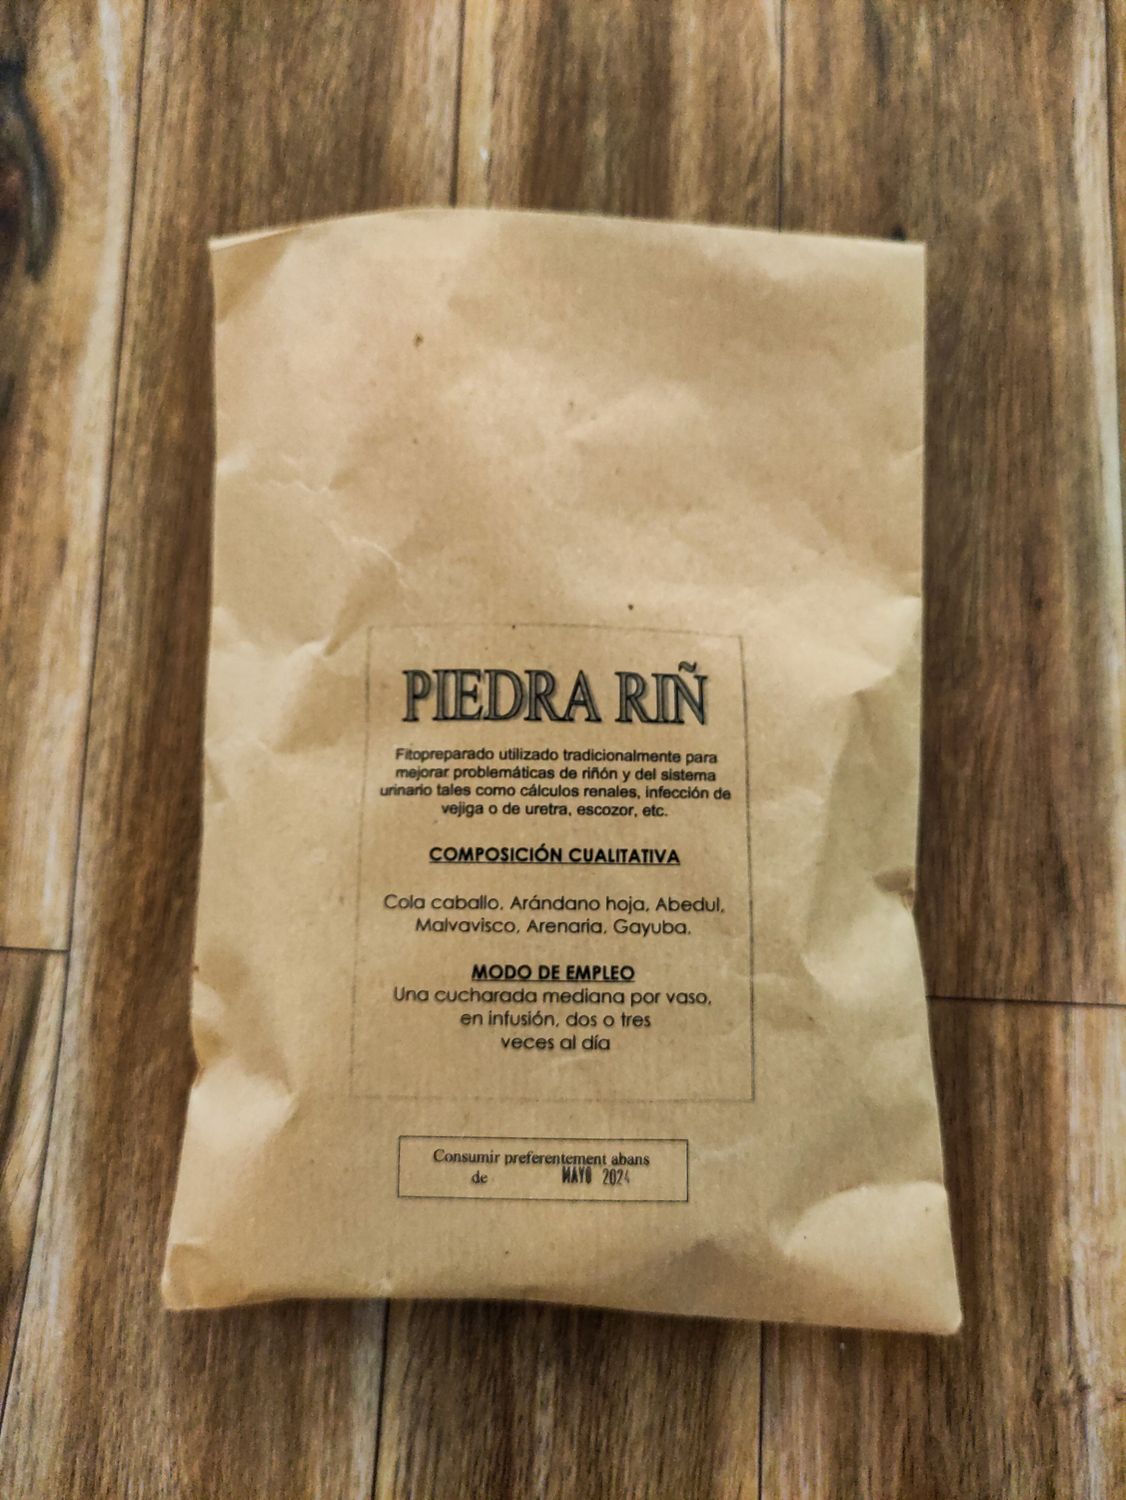 PIEDRA RIÑ
Fitopreparado utilizado tradicionalmente para
mejorar problemáticas de riñón y del sistema
urinario tales como cálculos renales, infección de
vejiga o de uretra, escozor, etc.
COMPOSICIÓN CUALITATIVA
Cola caballo, Arándano hoja, Abedul,
Malvavisco, Arenaria, Gayuba.
MODO DE EMPLEO
Una cucharada mediana por vaso,
en infusión, dos o tres
veces al día
Consumir preferentement abans
de MAYO 2024